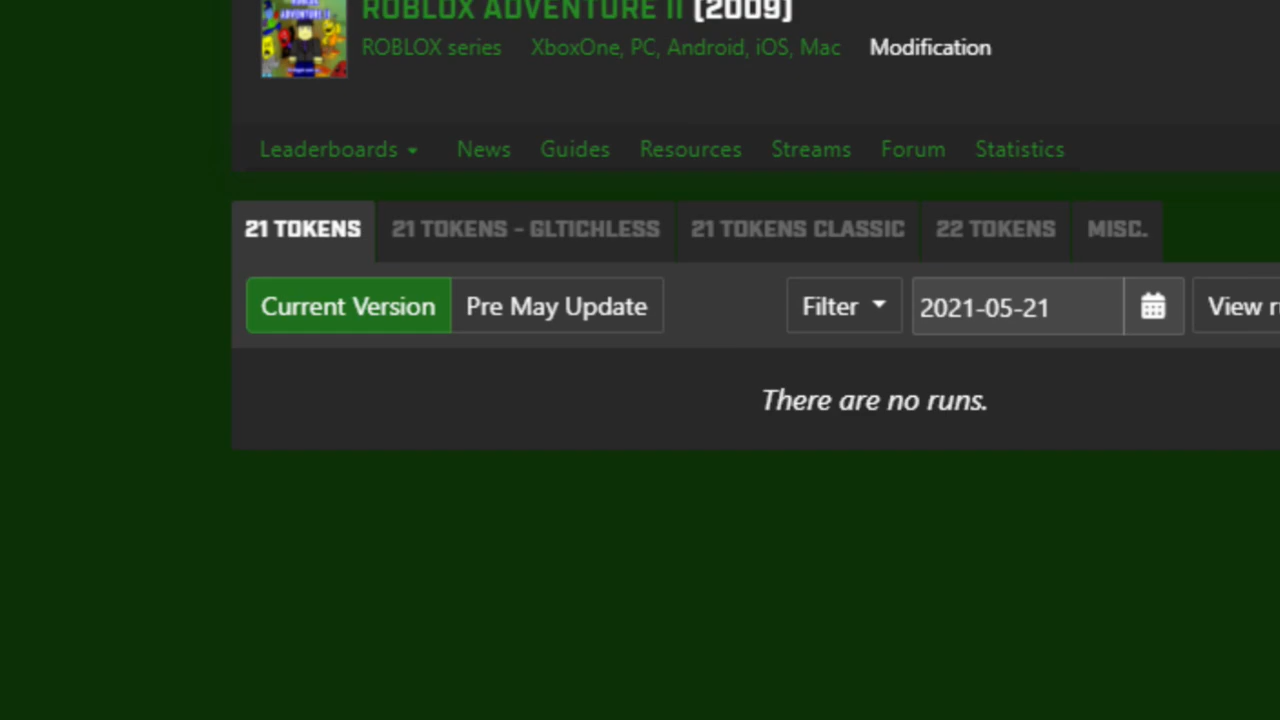 ROBLOX ADVENTURE II (2009)
ROBLOX series XboxOne, PC, Android, iOS, Mac Modification
Leaderboards News Guides Resources Streams Forum Statistics
21 TOKENS 21 TOKENS - GLTICHLESS 21 TOKENS CLASSIC 22 TOKENS MISC.
Current Version Pre May Update Filter 2021-05-21 View
There are no runs.